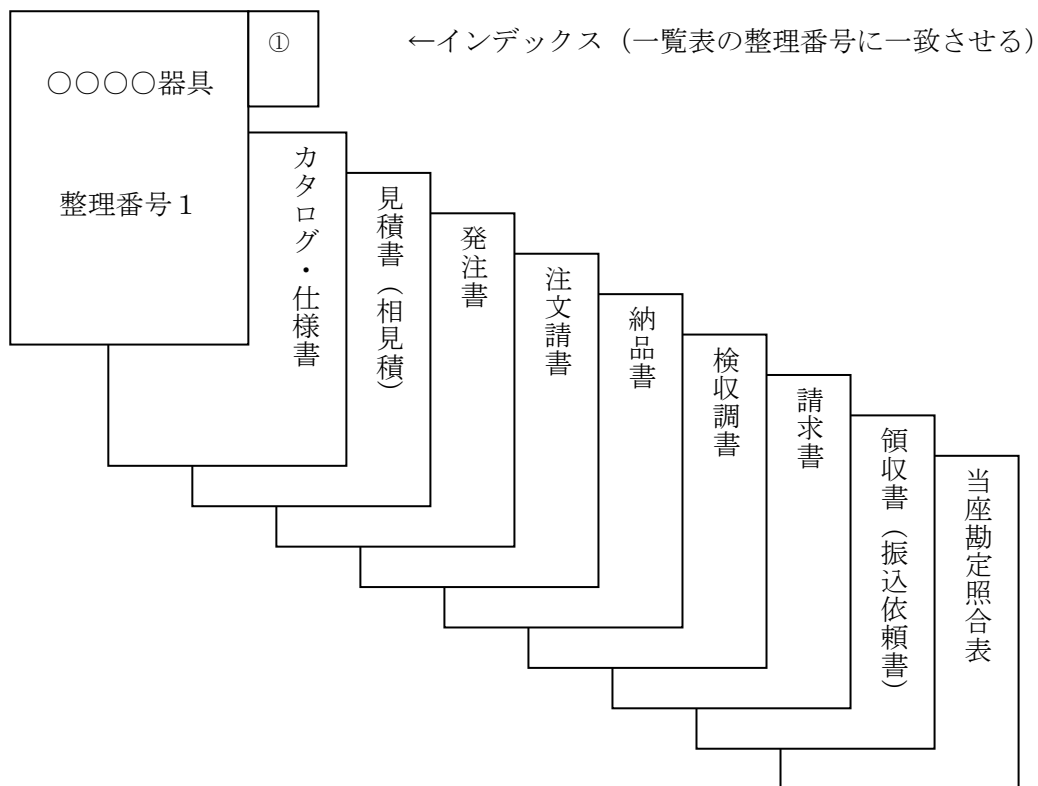 ①
←インデックス（一覧表の整理番号に一致させる）
○○○○器具
整理番号１
カタログ・仕様書
見積書（相見積）
発注書
注文請書
納品書
検収調書
請求書
領収書（振込依頼書）
当座勘定照合表